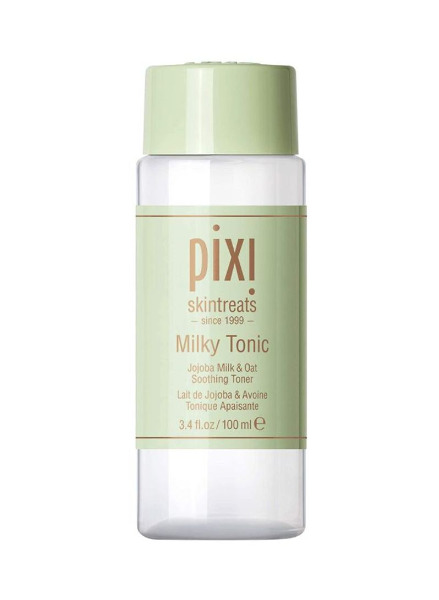 pixi
skintreats
– since 1999 –
Milky Tonic
Jojoba Milk & Oat
Soothing Toner
Lait de Jojoba & Avoine
Tonique Apaisante
3.4 fl.oz/100 ml ℮